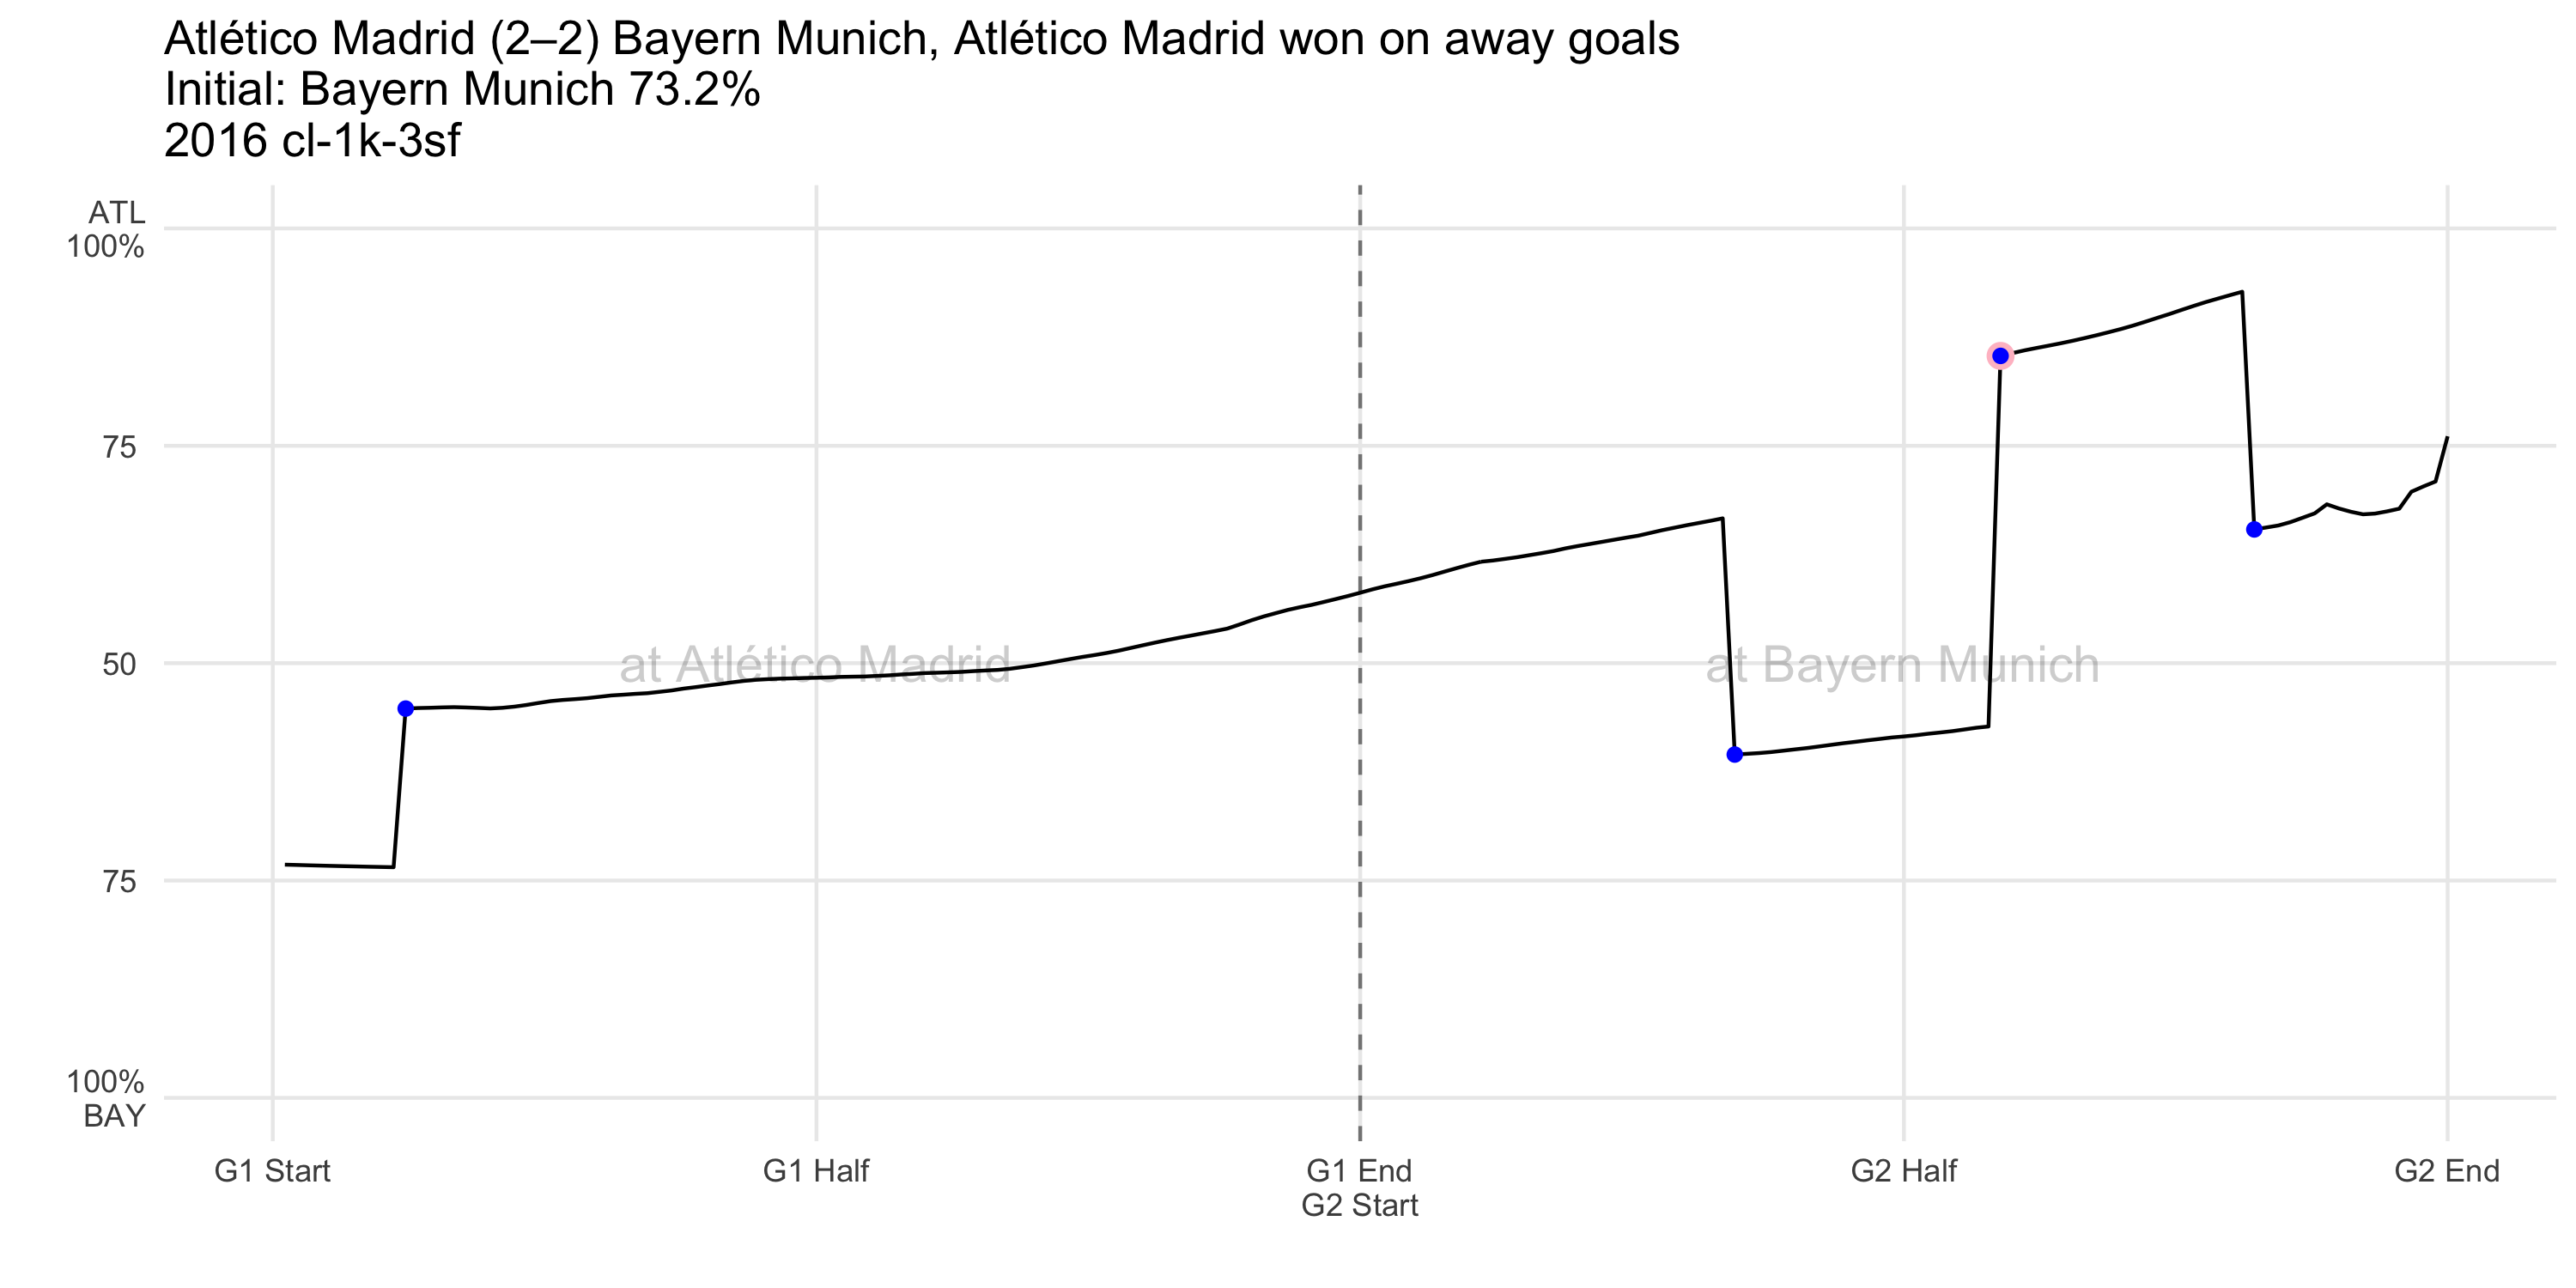 Atlético Madrid (2–2) Bayern Munich, Atlético Madrid won on away goals
Initial: Bayern Munich 73.2%
2016 cl-1k-3sf
ATL
100%
75
50
75
100%
BAY
at Atlético Madrid
at Bayern Munich
G1 Start
G1 Half
G1 End
G2 Start
G2 Half
G2 End